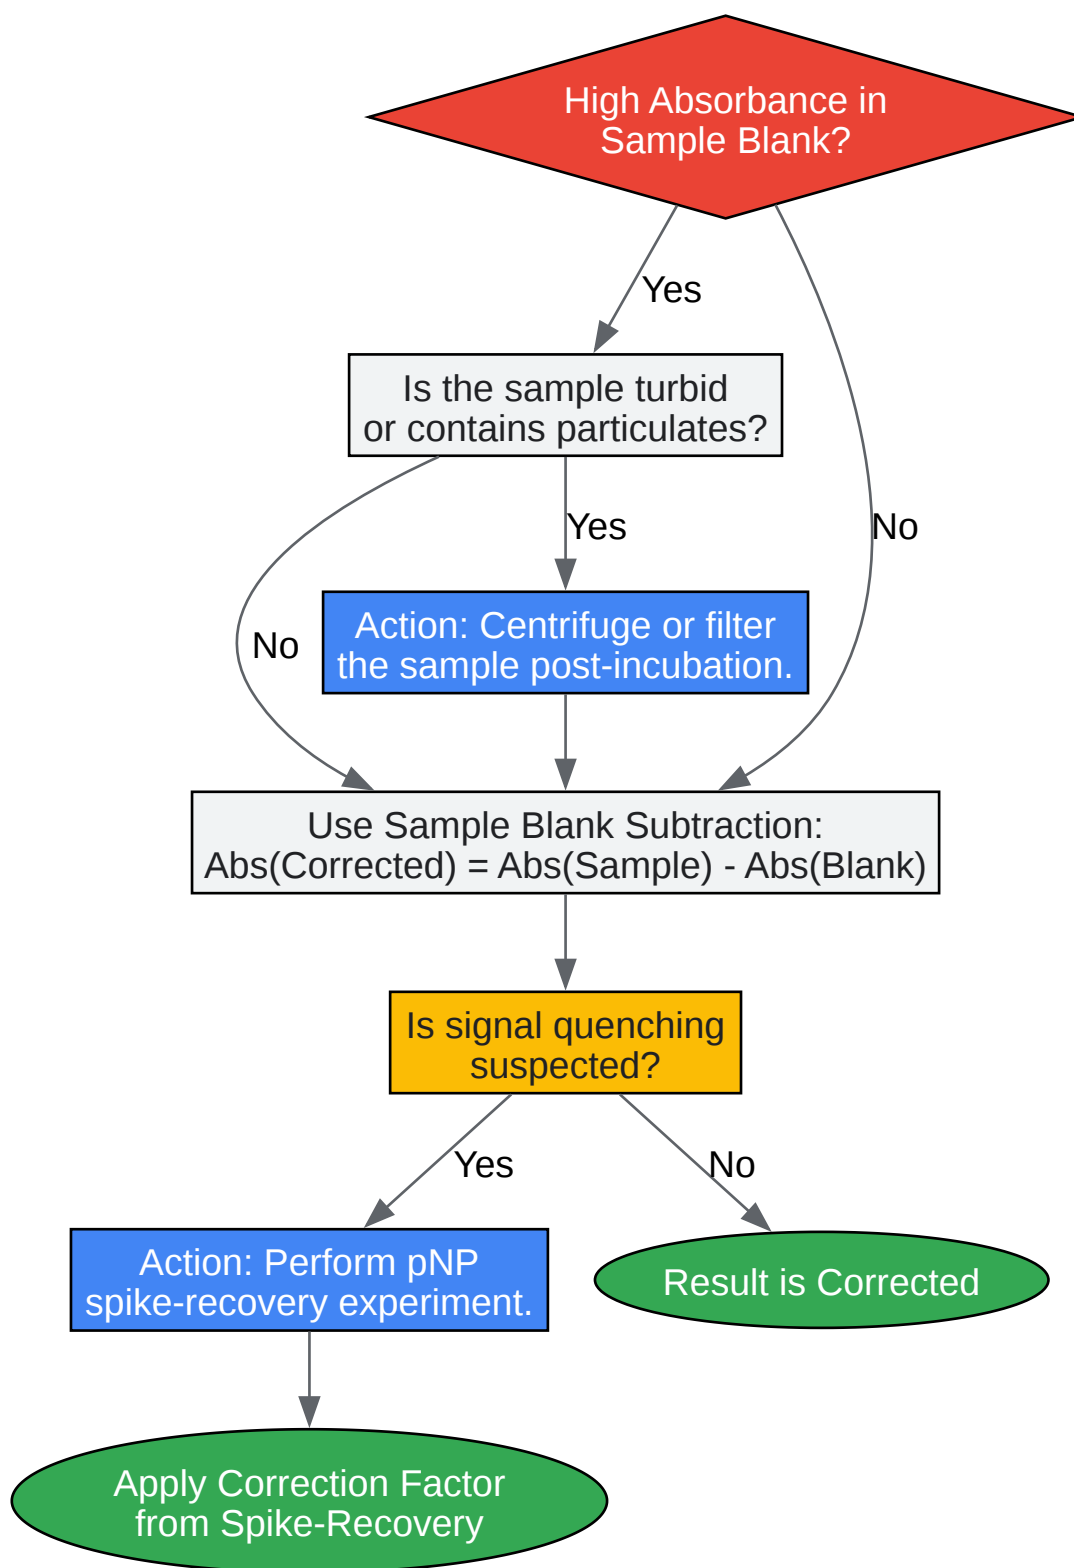 High Absorbance in
Sample Blank?
Yes
Is the sample turbid
or contains particulates?
Yes
No
Action: Centrifuge or filter
the sample post-incubation.
No
Use Sample Blank Subtraction:
Abs(Corrected) = Abs(Sample) - Abs(Blank)
Is signal quenching
suspected?
Yes
No
Action: Perform pNP
spike-recovery experiment.
Result is Corrected
Apply Correction Factor
from Spike-Recovery